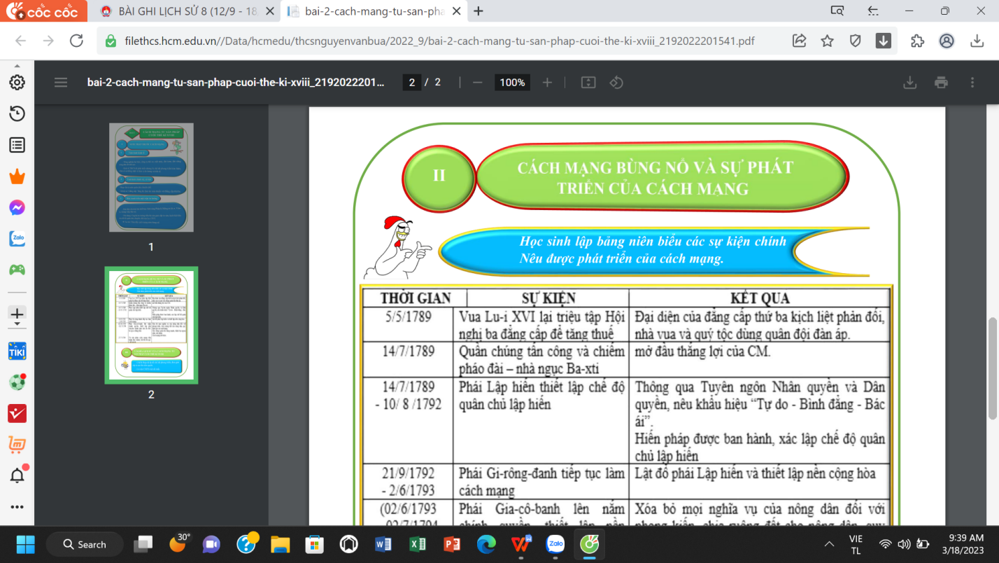 cốc cốc
BÀI GHI LỊCH SỬ 8 (12/9 - 18
bai-2-cach-mang-tu-san-pha
filethcs.hcm.edu.vn//Data/hcmedu/thcsnguyenvanbua/2022_9/bai-2-cach-mang-tu-san-phap-cuoi-the-ki-xviii_2192022201541.pdf
bai-2-cach-mang-tu-san-phap-cuoi-the-ki-xviii_219202220​1...
2 / 2
100%
Zalo
TIKI
1
2
II
CÁCH MẠNG BÙNG NỔ VÀ SỰ PHÁT
TRIỂN CỦA CÁCH MẠNG
Học sinh lập bảng niên biểu các sự kiện chính
Nêu được phát triển của cách mạng.
THỜI GIAN SỰ KIỆN KẾT QUA
5/5/1789 Vua Lu-i XVI lại triệu tập Hội Đại diện của đẳng cấp thứ ba kịch liệt phản đối,
nghị ba đẳng cấp để tăng thuế nhà vua và quý tộc dùng quân đội đàn áp.
14/7/1789 Quần chúng tấn công và chiếm mở đầu thắng lợi của CM.
pháo đài – nhà ngục Ba-xti
14/7/1789 Phái Lập hiến thiết lập chế độ Thông qua Tuyên ngôn Nhân quyền và Dân
- 10/ 8 /1792 quân chủ lập hiến quyền, nêu khẩu hiệu “Tự do - Bình đẳng - Bác
ái”.
Hiến pháp được ban hành, xác lập chế độ quân
chủ lập hiến
21/9/1792 Phái Gi-rông-đanh tiếp tục làm Lật đổ phái Lập hiến và thiết lập nền cộng hòa
- 2/6/1793 cách mạng
(02/6/1793 Phái Gia-cô-banh lên nắm Xóa bỏ mọi nghĩa vụ của nông dân đối với
Search
30°
Zalo
VIE
TL
9:39 AM
3/18/2023